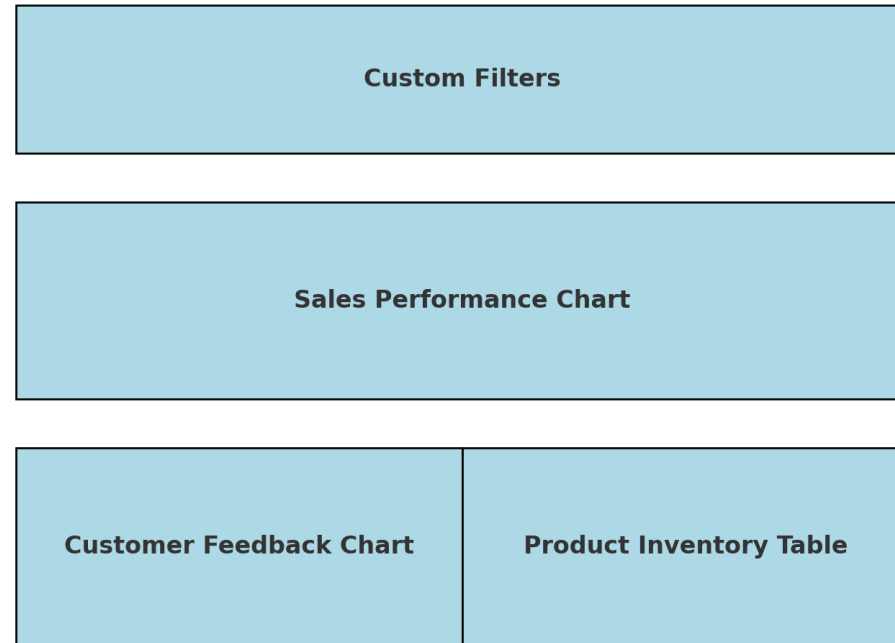 Custom Filters
Sales Performance Chart
Customer Feedback Chart
Product Inventory Table